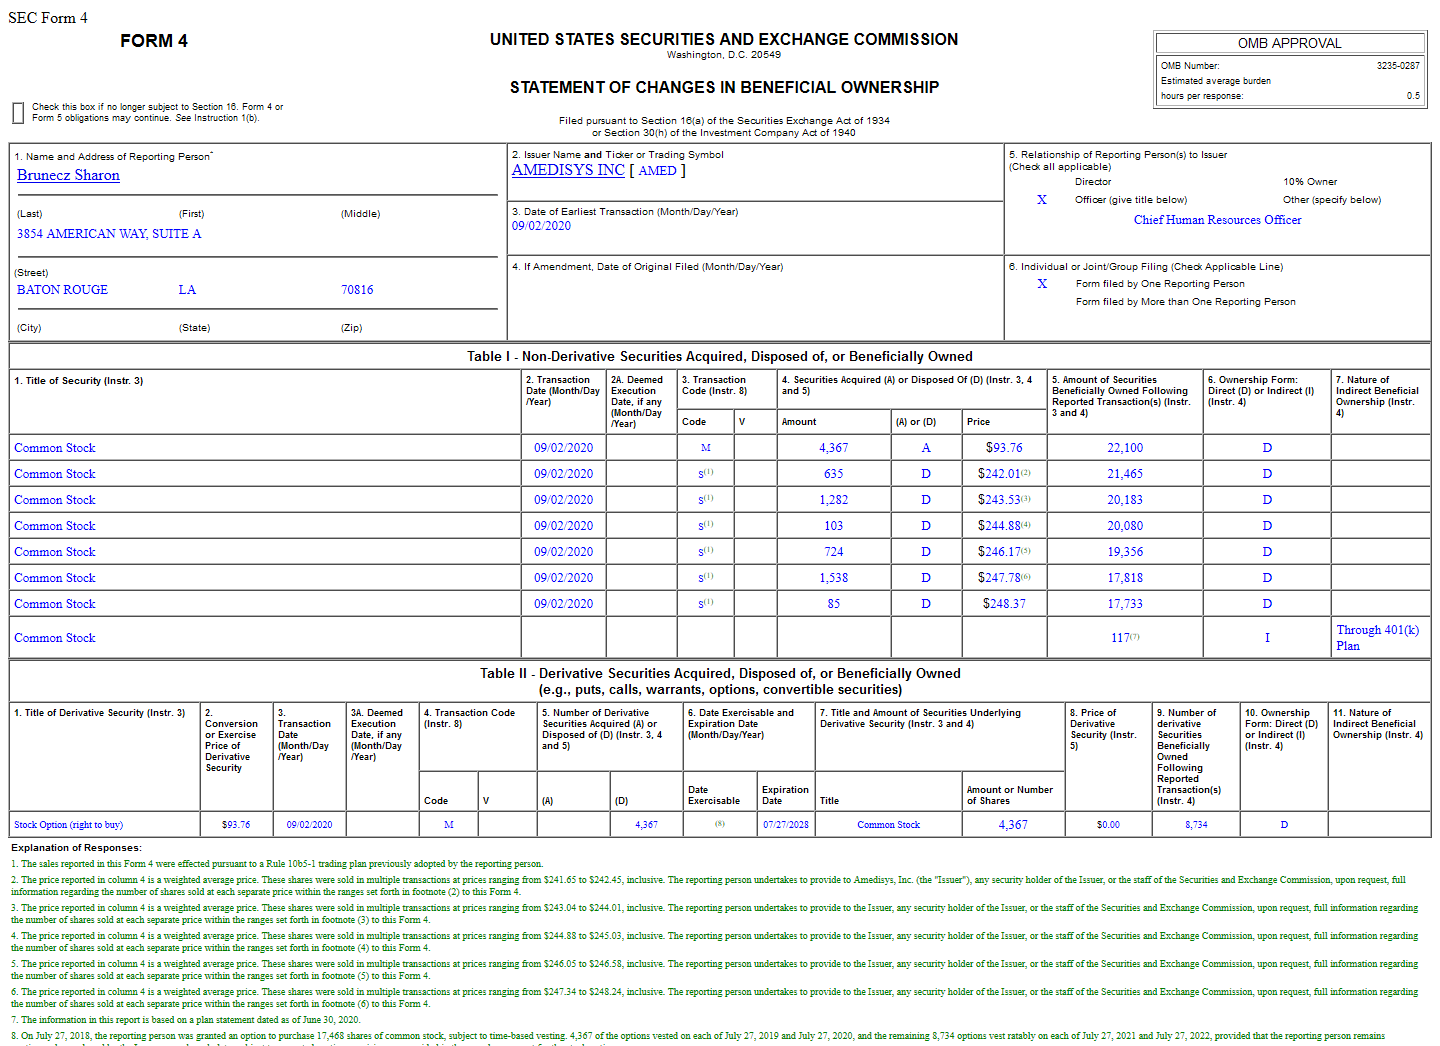 SEC Form 4
FORM 4
UNITED STATES SECURITIES AND EXCHANGE COMMISSION
Washington, D.C. 20549
STATEMENT OF CHANGES IN BENEFICIAL OWNERSHIP
Filed pursuant to Section 16(a) of the Securities Exchange Act of 1934
or Section 30(h) of the Investment Company Act of 1940
OMB APPROVAL
OMB Number: 3235-0287
Estimated average burden
hours per response: 0.5
Check this box if no longer subject to Section 16. Form 4 or
Form 5 obligations may continue. See Instruction 1(b).
1. Name and Address of Reporting Person*
Brunecz Sharon
(Last) (First) (Middle)
3854 AMERICAN WAY, SUITE A
(Street)
BATON ROUGE LA 70816
(City) (State) (Zip)
2. Issuer Name and Ticker or Trading Symbol
AMEDISYS INC [ AMED ]
3. Date of Earliest Transaction (Month/Day/Year)
09/02/2020
4. If Amendment, Date of Original Filed (Month/Day/Year)
5. Relationship of Reporting Person(s) to Issuer
(Check all applicable)
Director 10% Owner
X Officer (give title below) Other (specify below)
Chief Human Resources Officer
6. Individual or Joint/Group Filing (Check Applicable Line)
X Form filed by One Reporting Person
Form filed by More than One Reporting Person
Table I - Non-Derivative Securities Acquired, Disposed of, or Beneficially Owned
1. Title of Security (Instr. 3)
2. Transaction
Date (Month/Day
/Year)
2A. Deemed
Execution
Date, if any
(Month/Day
/Year)
3. Transaction
Code (Instr. 8)
4. Securities Acquired (A) or Disposed Of (D) (Instr. 3, 4
and 5)
5. Amount of Securities
Beneficially Owned Following
Reported Transaction(s) (Instr.
3 and 4)
6. Ownership Form:
Direct (D) or Indirect (I)
(Instr. 4)
7. Nature of
Indirect Beneficial
Ownership (Instr.
4)
Code V Amount (A) or (D) Price
Common Stock 09/02/2020 M 4,367 A $93.76 22,100 D
Common Stock 09/02/2020 S(1) 635 D $242.01(2) 21,465 D
Common Stock 09/02/2020 S(1) 1,282 D $243.53(3) 20,183 D
Common Stock 09/02/2020 S(1) 103 D $244.88(4) 20,080 D
Common Stock 09/02/2020 S(1) 724 D $246.17(5) 19,356 D
Common Stock 09/02/2020 S(1) 1,538 D $247.78(6) 17,818 D
Common Stock 09/02/2020 S(1) 85 D $248.37 17,733 D
Common Stock 117(7) I Through 401(k)
Plan
Table II - Derivative Securities Acquired, Disposed of, or Beneficially Owned
(e.g., puts, calls, warrants, options, convertible securities)
1. Title of Derivative Security (Instr. 3)
2.
Conversion
or Exercise
Price of
Derivative
Security
3.
Transaction
Date
(Month/Day
/Year)
3A. Deemed
Execution
Date, if any
(Month/Day
/Year)
4. Transaction Code
(Instr. 8)
5. Number of Derivative
Securities Acquired (A) or
Disposed of (D) (Instr. 3, 4
and 5)
6. Date Exercisable and
Expiration Date
(Month/Day/Year)
7. Title and Amount of Securities Underlying
Derivative Security (Instr. 3 and 4)
8. Price of
Derivative
Security (Instr.
5)
9. Number of
derivative
Securities
Beneficially
Owned
Following
Reported
Transaction(s)
(Instr. 4)
10. Ownership
Form: Direct (D)
or Indirect (I)
(Instr. 4)
11. Nature of
Indirect Beneficial
Ownership (Instr. 4)
Code V (A) (D)
Date
Exercisable
Expiration
Date
Title
Amount or Number
of Shares
Stock Option (right to buy) $93.76 09/02/2020 M 4,367 (8) 07/27/2028 Common Stock 4,367 $0.00 8,734 D
Explanation of Responses:
1. The sales reported in this Form 4 were effected pursuant to a Rule 10b5-1 trading plan previously adopted by the reporting person.
2. The price reported in column 4 is a weighted average price. These shares were sold in multiple transactions at prices ranging from $241.65 to $242.45, inclusive. The reporting person undertakes to provide to Amedisys, Inc. (the "Issuer"), any security holder of the Issuer, or the staff of the Securities and Exchange Commission, upon request, full
information regarding the number of shares sold at each separate price within the ranges set forth in footnote (2) to this Form 4.
3. The price reported in column 4 is a weighted average price. These shares were sold in multiple transactions at prices ranging from $243.04 to $244.01, inclusive. The reporting person undertakes to provide to the Issuer, any security holder of the Issuer, or the staff of the Securities and Exchange Commission, upon request, full information regarding
the number of shares sold at each separate price within the ranges set forth in footnote (3) to this Form 4.
4. The price reported in column 4 is a weighted average price. These shares were sold in multiple transactions at prices ranging from $244.88 to $245.03, inclusive. The reporting person undertakes to provide to the Issuer, any security holder of the Issuer, or the staff of the Securities and Exchange Commission, upon request, full information regarding
the number of shares sold at each separate price within the ranges set forth in footnote (4) to this Form 4.
5. The price reported in column 4 is a weighted average price. These shares were sold in multiple transactions at prices ranging from $246.05 to $246.58, inclusive. The reporting person undertakes to provide to the Issuer, any security holder of the Issuer, or the staff of the Securities and Exchange Commission, upon request, full information regarding
the number of shares sold at each separate price within the ranges set forth in footnote (5) to this Form 4.
6. The price reported in column 4 is a weighted average price. These shares were sold in multiple transactions at prices ranging from $247.34 to $248.24, inclusive. The reporting person undertakes to provide to the Issuer, any security holder of the Issuer, or the staff of the Securities and Exchange Commission, upon request, full information regarding
the number of shares sold at each separate price within the ranges set forth in footnote (6) to this Form 4.
7. The information in this report is based on a plan statement dated as of June 30, 2020.
8. On July 27, 2018, the reporting person was granted an option to purchase 17,468 shares of common stock, subject to time-based vesting. 4,367 of the options vested on each of July 27, 2019 and July 27, 2020, and the remaining 8,734 options vest ratably on each of July 27, 2021 and July 27, 2022, provided that the reporting person remains